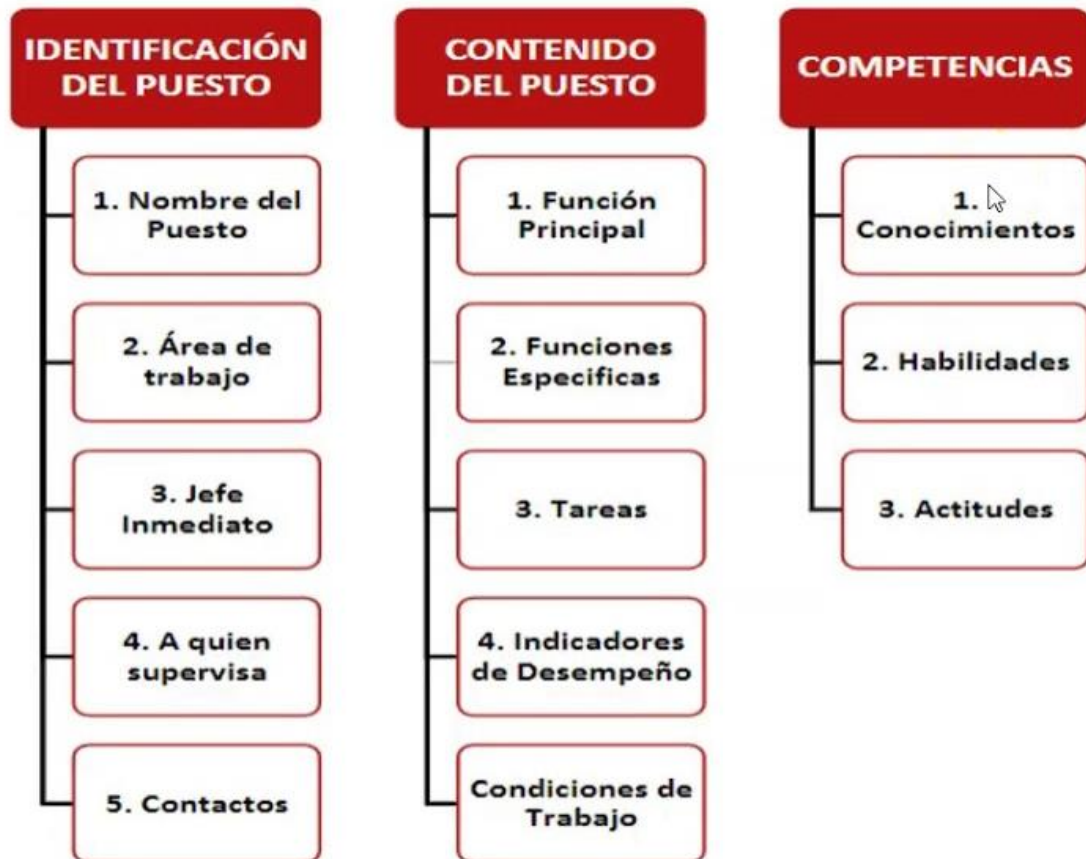 IDENTIFICACIÓN
DEL PUESTO
1. Nombre del
Puesto
2. Área de
trabajo
3. Jefe
Inmediato
4. A quien
supervisa
5. Contactos
CONTENIDO
DEL PUESTO
1. Función
Principal
2. Funciones
Especificas
3. Tareas
4. Indicadores
de Desempeño
Condiciones de
Trabajo
COMPETENCIAS
1.
Conocimientos
2. Habilidades
3. Actitudes